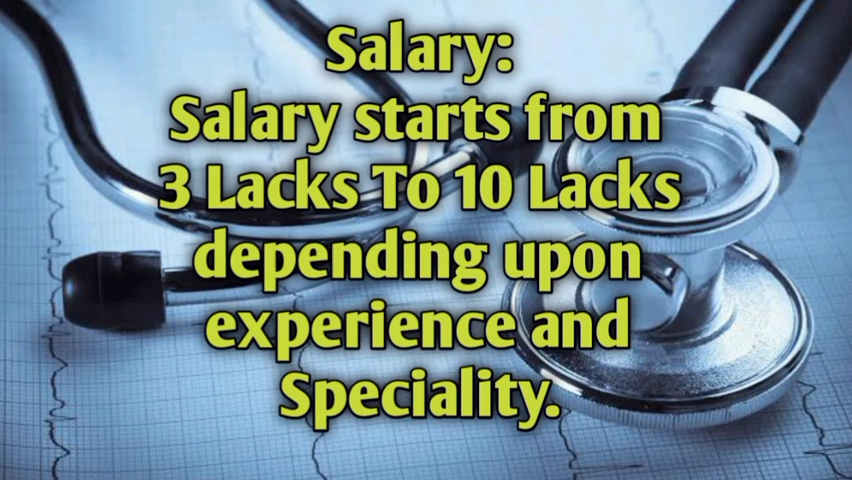 Salary:
Salary starts from
3 Lacks To 10 Lacks
depending upon
experience and
Speciality.